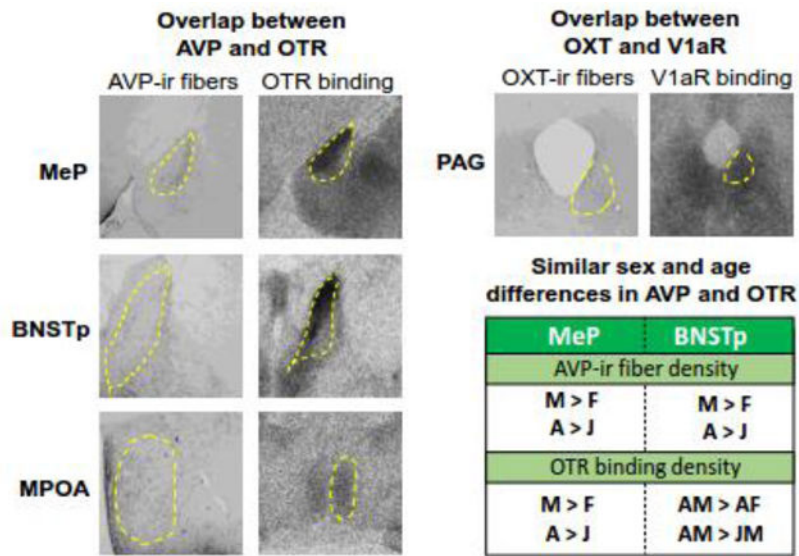 Overlap between
AVP and OTR
AVP-ir fibers OTR binding
MeP
BNSTp
MPOA
Overlap between
OXT and V1aR
OXT-ir fibers V1aR binding
PAG
Similar sex and age
differences in AVP and OTR
MeP BNSTp
AVP-ir fiber density
M > F M > F
A > J A > J
OTR binding density
M > F AM > AF
A > J AM > JM